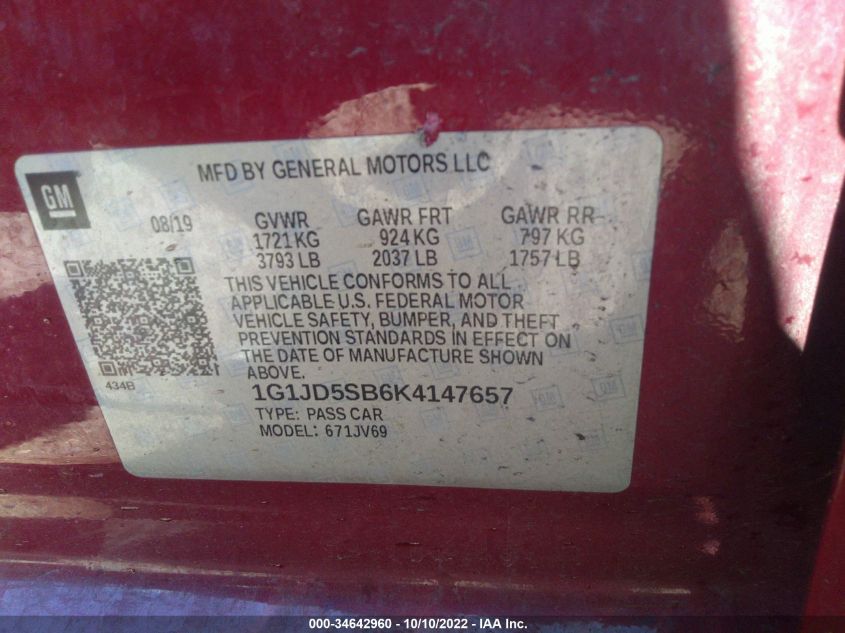 MFD BY GENERAL MOTORS LLC
GM
08/19 GVWR GAWR FRT GAWR RR
1721 KG 924 KG 797 KG
3793 LB 2037 LB 1757 LB
THIS VEHICLE CONFORMS TO ALL
APPLICABLE U.S. FEDERAL MOTOR
VEHICLE SAFETY, BUMPER, AND THEFT
PREVENTION STANDARDS IN EFFECT ON
THE DATE OF MANUFACTURE SHOWN
ABOVE.
434B
1G1JD5SB6K4147657
TYPE: PASS CAR
MODEL: 671JV69
000-34642960 - 10/10/2022 - IAAI.COM